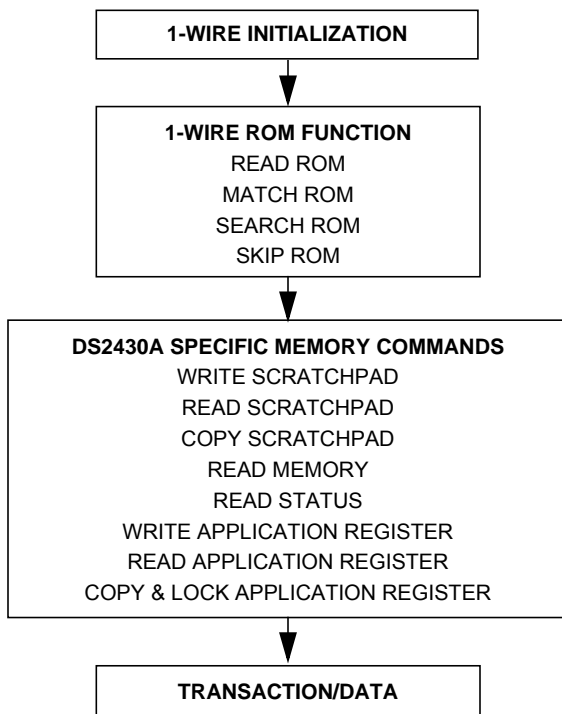 1-WIRE INITIALIZATION
1-WIRE ROM FUNCTION
READ ROM
MATCH ROM
SEARCH ROM
SKIP ROM
DS2430A SPECIFIC MEMORY COMMANDS
WRITE SCRATCHPAD
READ SCRATCHPAD
COPY SCRATCHPAD
READ MEMORY
READ STATUS
WRITE APPLICATION REGISTER
READ APPLICATION REGISTER
COPY & LOCK APPLICATION REGISTER
TRANSACTION/DATA